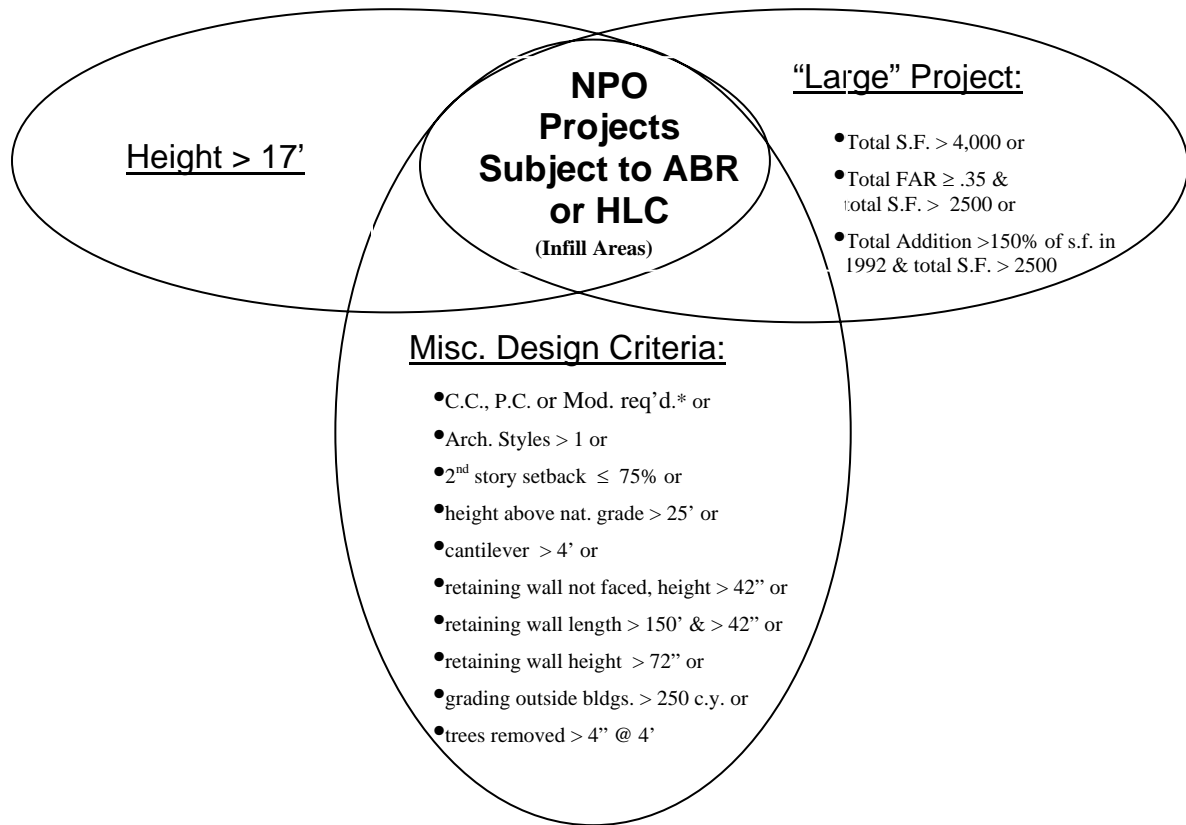 Height > 17’
NPO
Projects
Subject to ABR
or HLC
(Infill Areas)
“Large” Project:
•Total S.F. > 4,000 or
•Total FAR ≥ .35 &
total S.F. > 2500 or
•Total Addition >150% of s.f. in
1992 & total S.F. > 2500
Misc. Design Criteria:
•C.C., P.C. or Mod. req’d.* or
•Arch. Styles > 1 or
•2nd story setback ≤ 75% or
•height above nat. grade > 25’ or
•cantilever > 4’ or
•retaining wall not faced, height > 42” or
•retaining wall length > 150’ & > 42” or
•retaining wall height > 72” or
•grading outside bldgs. > 250 c.y. or
•trees removed > 4” @ 4’